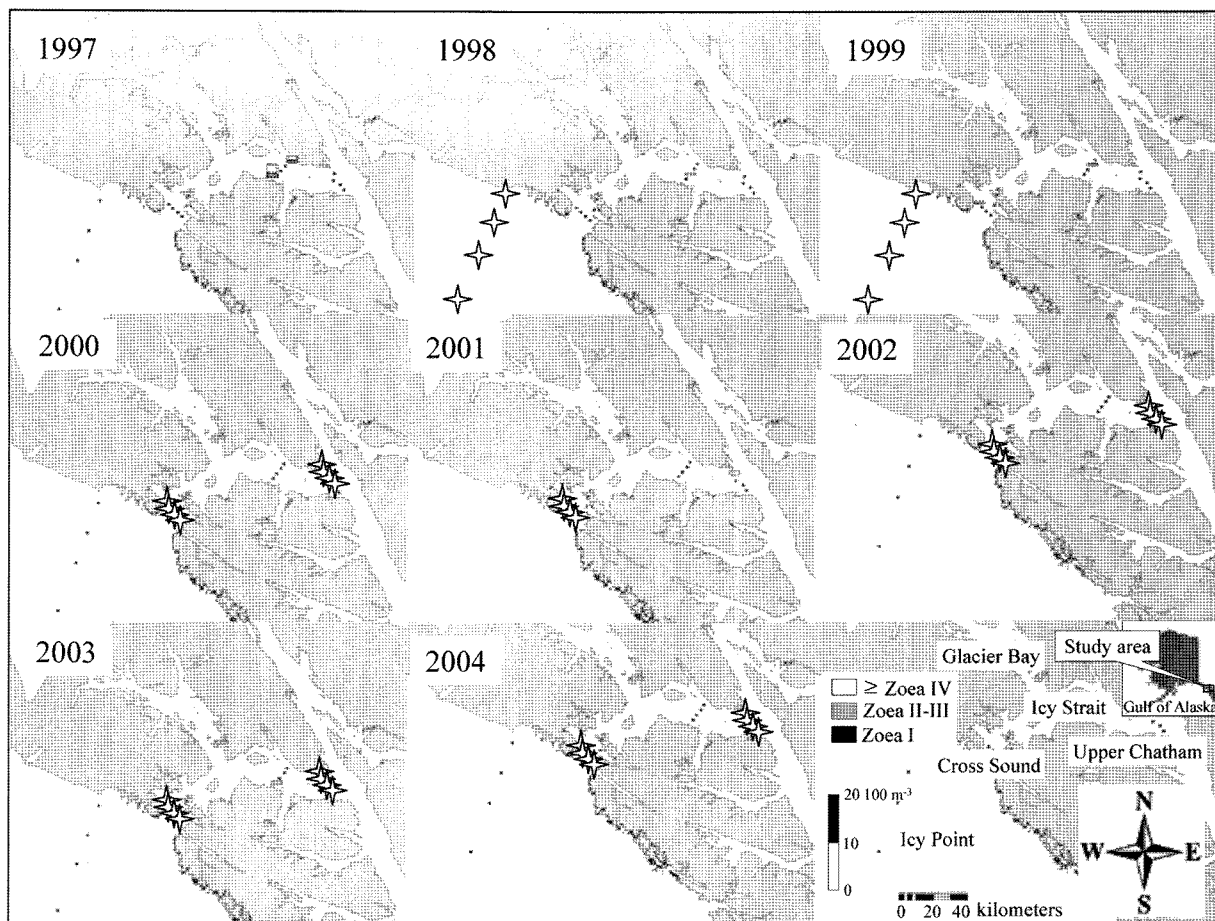 1997
1998
1999
2000
2001
2002
2003
2004
Glacier Bay
Study area
≥ Zoea IV
Zoea II-III
Zoea I
Icy Strait
Gulf of Alaska
Cross Sound
Upper Chatham
20 100 m⁻³
10
0
Icy Point
N
W E
S
0 20 40 kilometers